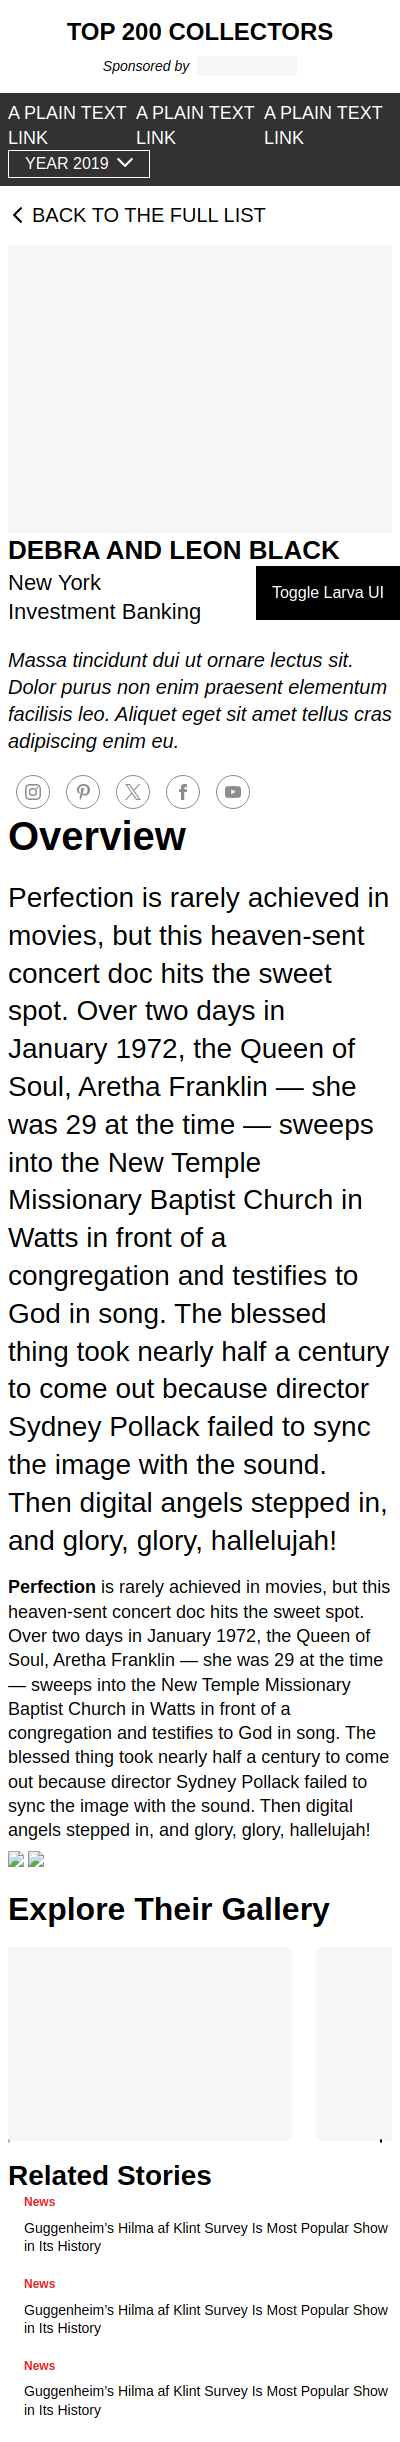 TOP 200 COLLECTORS
Sponsored by
A PLAIN TEXT LINK
A PLAIN TEXT LINK
A PLAIN TEXT LINK
YEAR 2019
BACK TO THE FULL LIST
DEBRA AND LEON BLACK
New York
Investment Banking
Toggle Larva UI
Massa tincidunt dui ut ornare lectus sit.
Dolor purus non enim praesent elementum
facilisis leo. Aliquet eget sit amet tellus cras
adipiscing enim eu.
Overview
Perfection is rarely achieved in
movies, but this heaven-sent
concert doc hits the sweet
spot. Over two days in
January 1972, the Queen of
Soul, Aretha Franklin — she
was 29 at the time — sweeps
into the New Temple
Missionary Baptist Church in
Watts in front of a
congregation and testifies to
God in song. The blessed
thing took nearly half a century
to come out because director
Sydney Pollack failed to sync
the image with the sound.
Then digital angels stepped in,
and glory, glory, hallelujah!
Perfection is rarely achieved in movies, but this
heaven-sent concert doc hits the sweet spot.
Over two days in January 1972, the Queen of
Soul, Aretha Franklin — she was 29 at the time
— sweeps into the New Temple Missionary
Baptist Church in Watts in front of a
congregation and testifies to God in song. The
blessed thing took nearly half a century to come
out because director Sydney Pollack failed to
sync the image with the sound. Then digital
angels stepped in, and glory, glory, hallelujah!
Explore Their Gallery
Related Stories
News
Guggenheim’s Hilma af Klint Survey Is Most Popular Show
in Its History
News
Guggenheim’s Hilma af Klint Survey Is Most Popular Show
in Its History
News
Guggenheim’s Hilma af Klint Survey Is Most Popular Show
in Its History